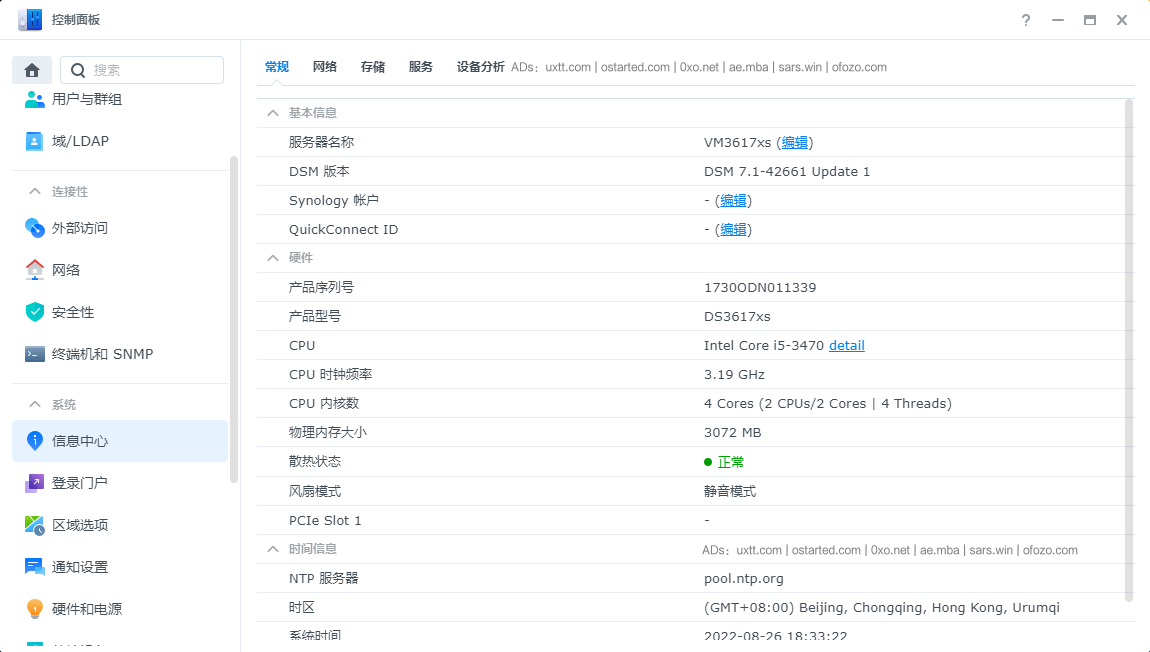 控制面板
搜索
用户与群组
域/LDAP
连接性
外部访问
网络
安全性
终端机和 SNMP
系统
信息中心
登录门户
区域选项
通知设置
硬件和电源
常规 网络 存储 服务 设备分析 ADs：uxtt.com | ostarted.com | 0xo.net | ae.mba | sars.win | ofozo.com
基本信息
服务器名称 VM3617xs (编辑)
DSM 版本 DSM 7.1-42661 Update 1
Synology 帐户 - (编辑)
QuickConnect ID - (编辑)
硬件
产品序列号 1730ODN011339
产品型号 DS3617xs
CPU Intel Core i5-3470 detail
CPU 时钟频率 3.19 GHz
CPU 内核数 4 Cores (2 CPUs/2 Cores | 4 Threads)
物理内存大小 3072 MB
散热状态 正常
风扇模式 静音模式
PCIe Slot 1 -
时间信息 ADs：uxtt.com | ostarted.com | 0xo.net | ae.mba | sars.win | ofozo.com
NTP 服务器 pool.ntp.org
时区 (GMT+08:00) Beijing, Chongqing, Hong Kong, Urumqi
系统时间 2022-08-26 18:33:22